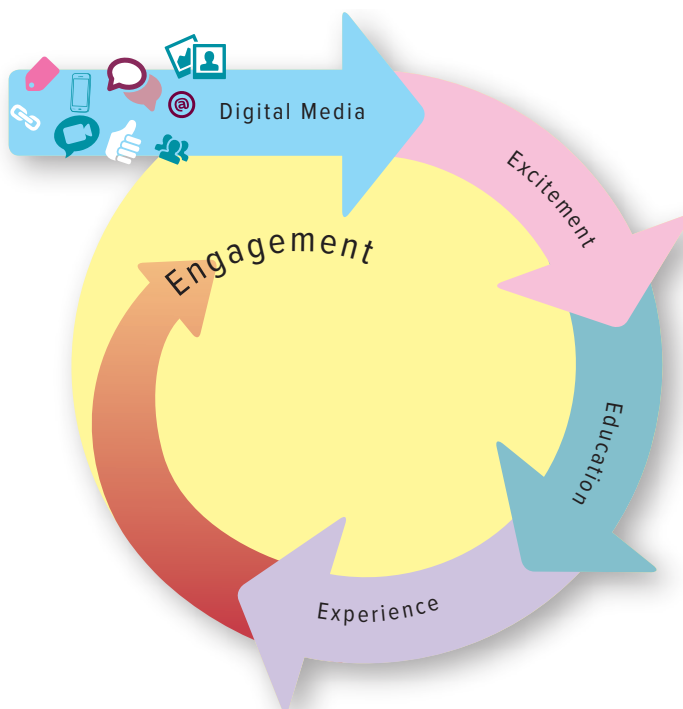 Digital Media
Excitement
Education
Experience
Engagement
@